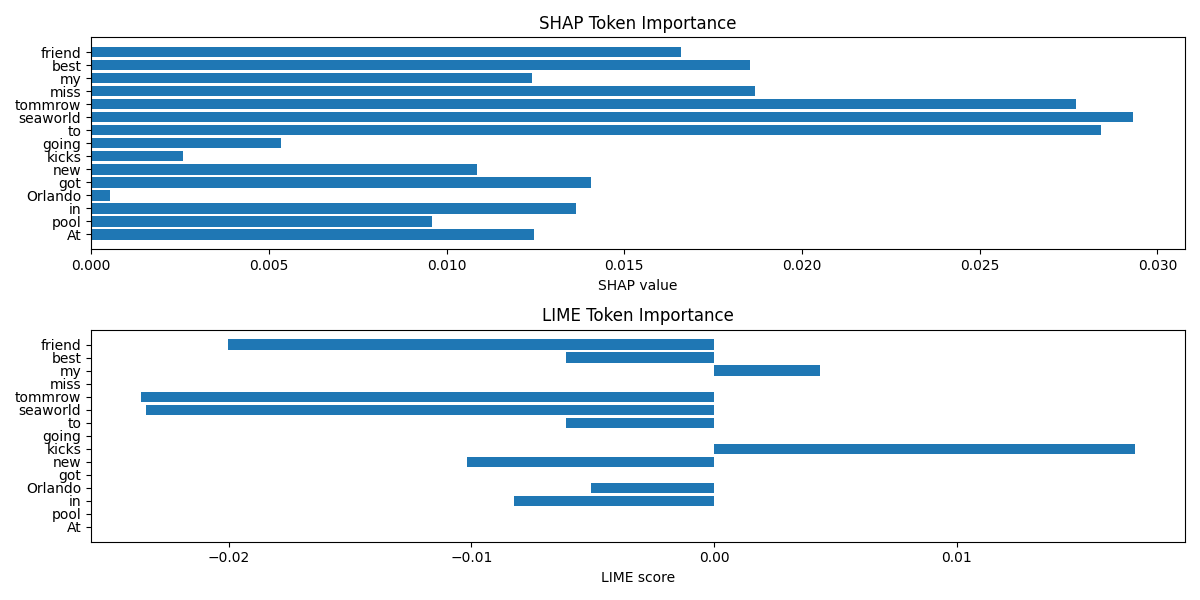 SHAP Token Importance
friend
best
my
miss
tommrow
seaworld
to
going
kicks
new
got
Orlando
in
pool
At
0.000 0.005 0.010 0.015 0.020 0.025 0.030
SHAP value
LIME Token Importance
friend
best
my
miss
tommrow
seaworld
to
going
kicks
new
got
Orlando
in
pool
At
−0.02 −0.01 0.00 0.01
LIME score